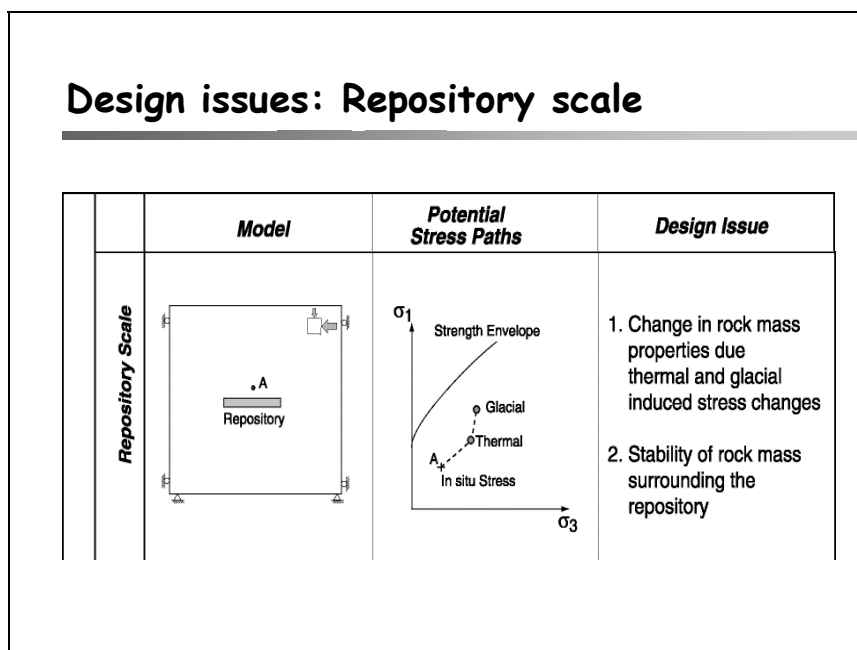 Design issues: Repository scale
Model
Potential
Stress Paths
Design Issue
Repository Scale
A
Repository
σ1
Strength Envelope
Glacial
Thermal
A
In situ Stress
σ3
1. Change in rock mass
properties due
thermal and glacial
induced stress changes
2. Stability of rock mass
surrounding the
repository